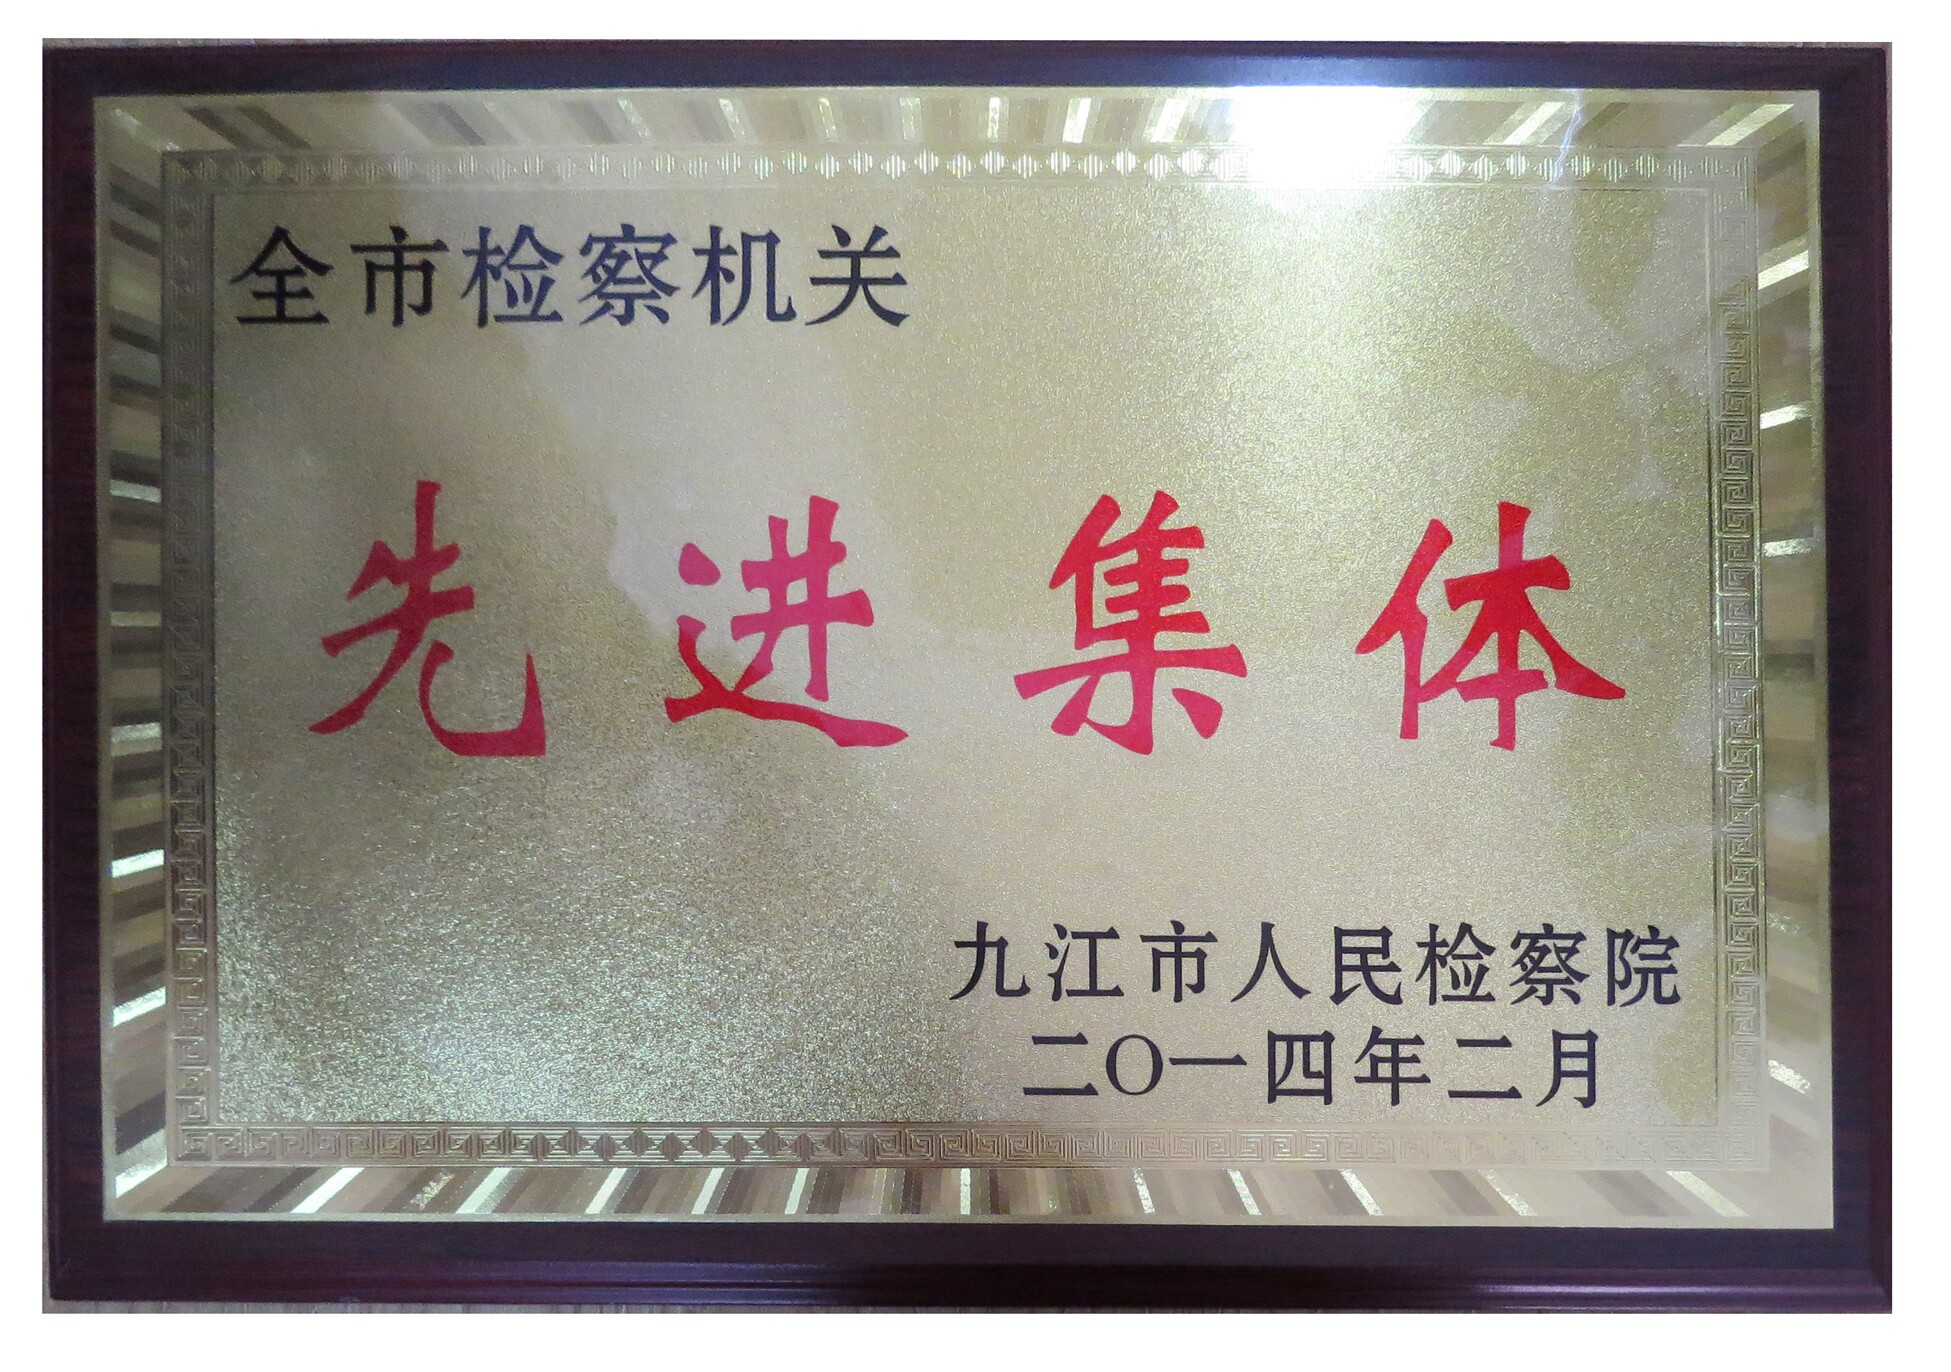 全市检察机关
先进集体
九江市人民检察院
二〇一四年二月